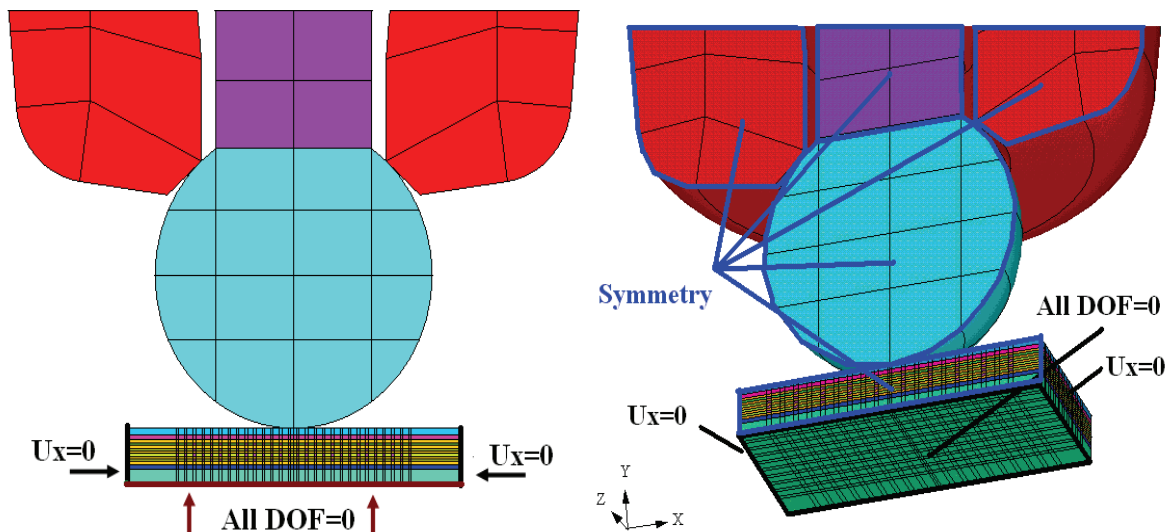 Ux=0
Ux=0
All DOF=0
Symmetry
All DOF=0
Ux=0
Ux=0
Y
Z
X